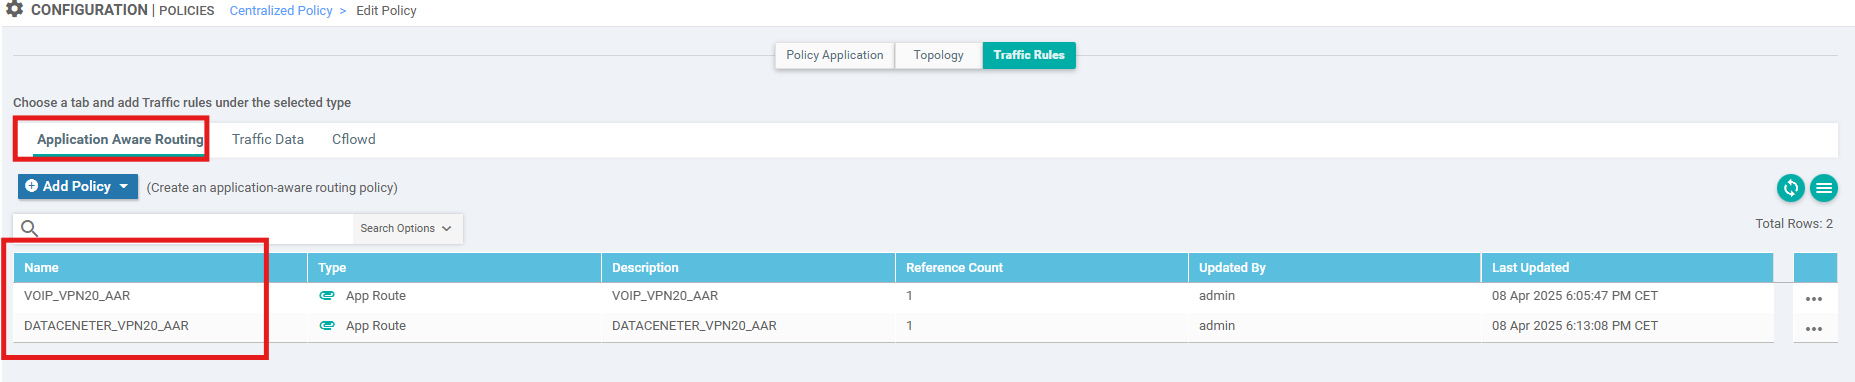 CONFIGURATION | POLICIES Centralized Policy > Edit Policy
Policy Application Topology Traffic Rules
Choose a tab and add Traffic rules under the selected type
Application Aware Routing Traffic Data Cflowd
Add Policy (Create an application-aware routing policy)
Search Options
Total Rows: 2
Name Type Description Reference Count Updated By Last Updated
VOIP_VPN20_AAR App Route VOIP_VPN20_AAR 1 admin 08 Apr 2025 6:05:47 PM CET
DATACENETER_VPN20_AAR App Route DATACENETER_VPN20_AAR 1 admin 08 Apr 2025 6:13:08 PM CET